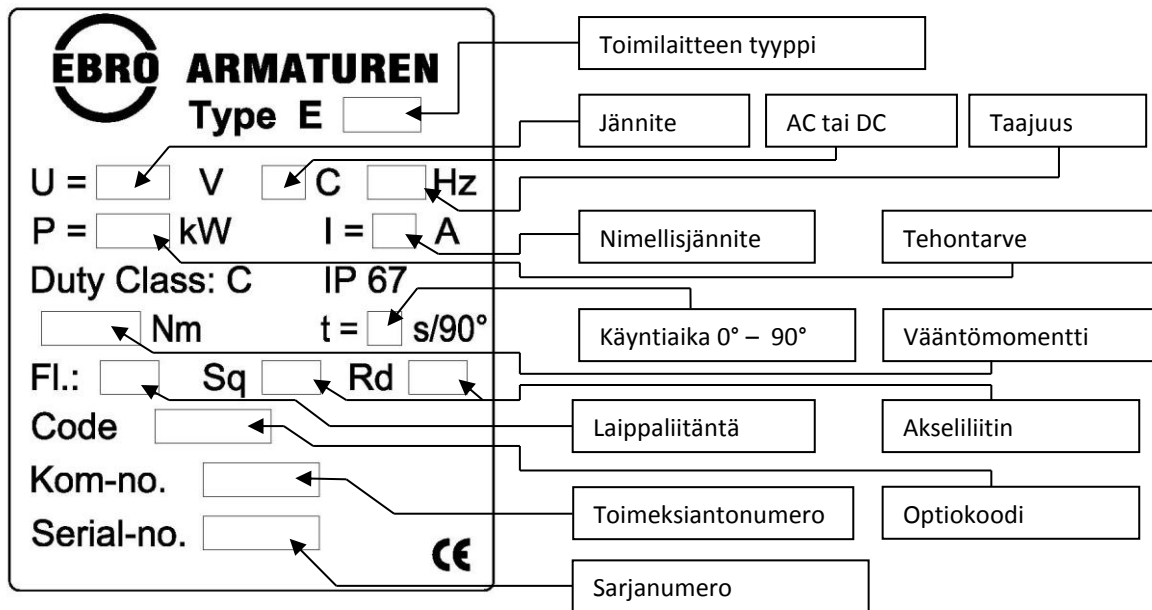 EBRO ARMATUREN
Type E
U = V C Hz
P = kW I = A
Duty Class: C IP 67
Nm t = s/90°
Fl.: Sq Rd
Code
Kom-no.
Serial-no.
CE
Toimilaitteen tyyppi
Jännite
AC tai DC
Taajuus
Nimellisjännite
Tehontarve
Käyntiaika 0° – 90°
Vääntömomentti
Laippaliitäntä
Akseliliitin
Toimeksiantonumero
Optiokoodi
Sarjanumero